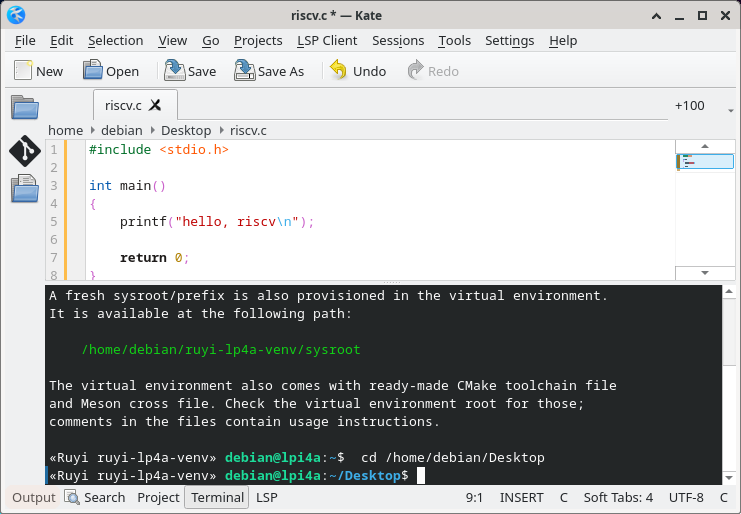 riscv.c * — Kate
File Edit Selection View Go Projects LSP Client Sessions Tools Settings Help
New Open Save Save As Undo Redo
riscv.c +100
home debian Desktop riscv.c
1 #include <stdio.h>
2
3 int main()
4 {
5 printf("hello, riscv\n");
6
7 return 0;
8 }
A fresh sysroot/prefix is also provisioned in the virtual environment.
It is available at the following path:
/home/debian/ruyi-lp4a-venv/sysroot
The virtual environment also comes with ready-made CMake toolchain file
and Meson cross file. Check the virtual environment root for those;
comments in the files contain usage instructions.
«Ruyi ruyi-lp4a-venv» debian@lpi4a:~$  cd /home/debian/Desktop
«Ruyi ruyi-lp4a-venv» debian@lpi4a:~/Desktop$
Output Search Project Terminal LSP 9:1 INSERT C Soft Tabs: 4 UTF-8 C